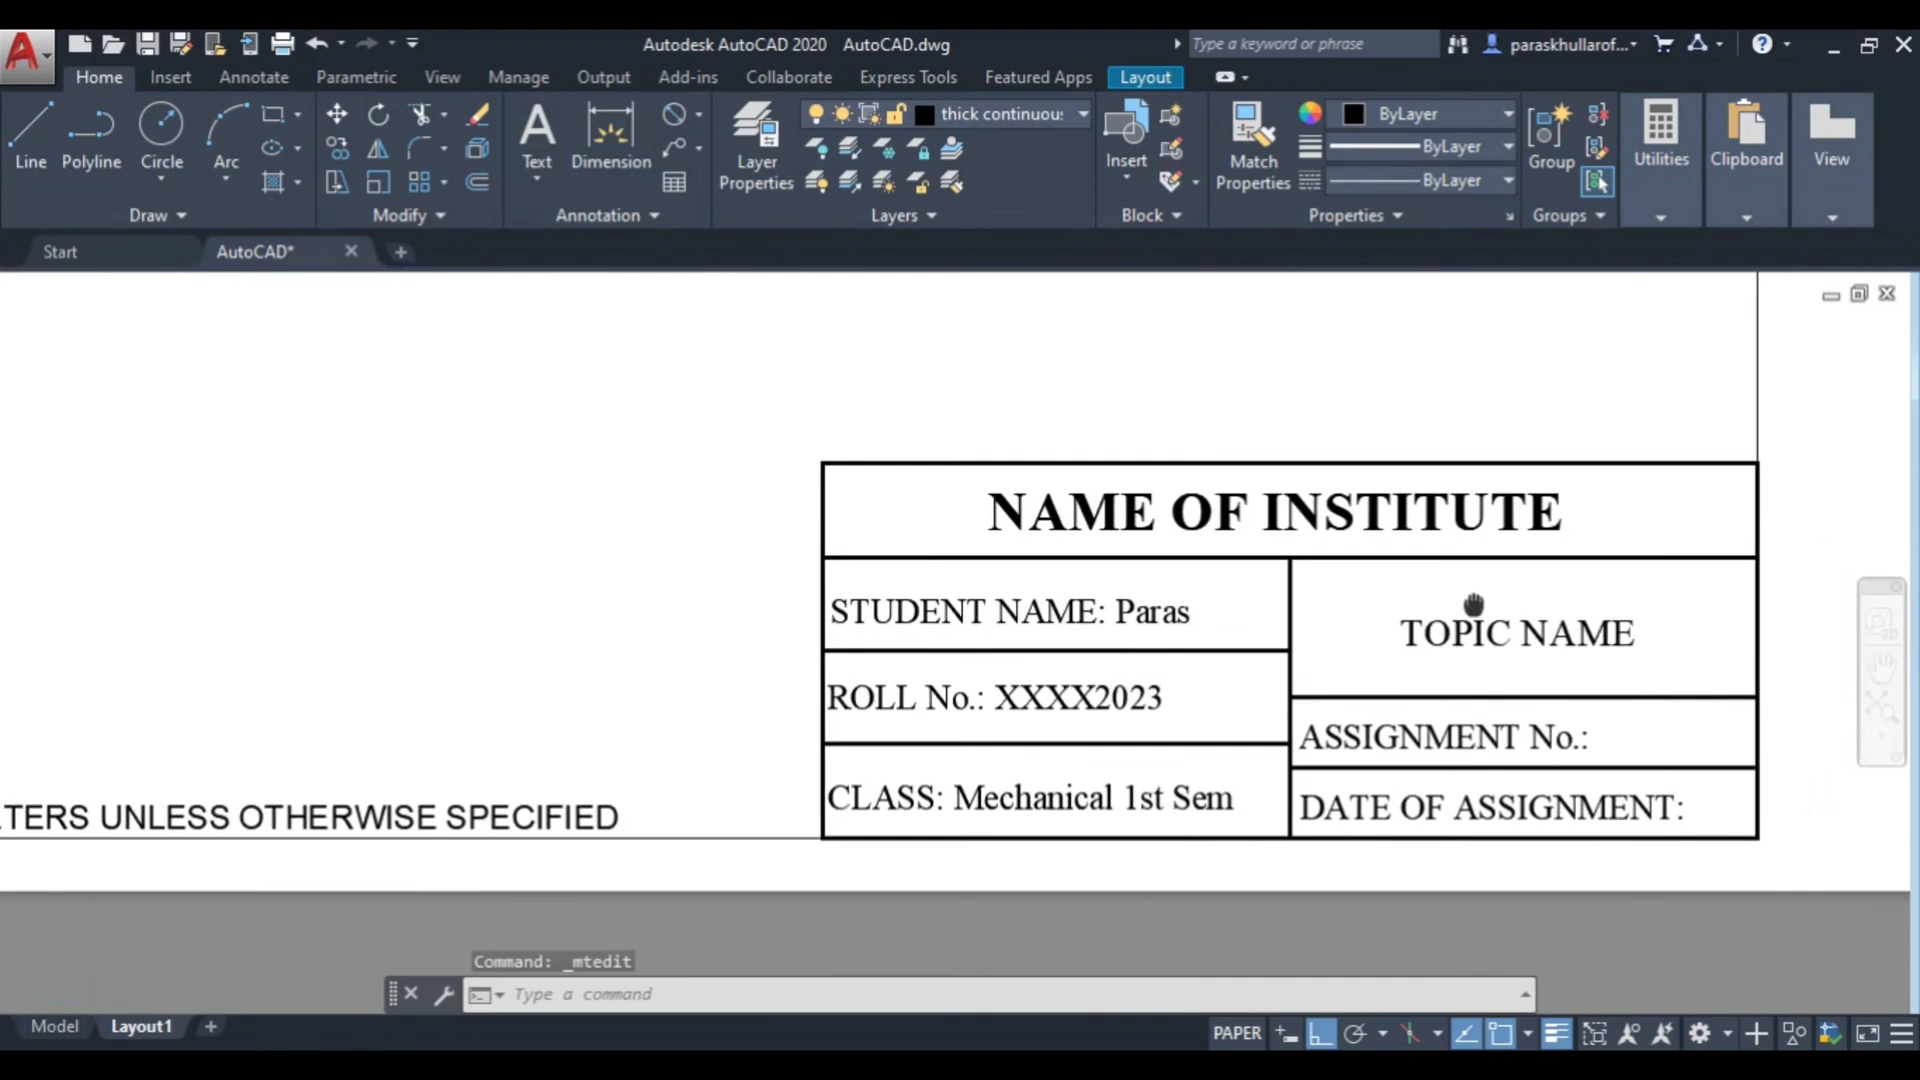 Autodesk AutoCAD 2020 AutoCAD.dwg
Type a keyword or phrase
paraskhullarof...
Home Insert Annotate Parametric View Manage Output Add-ins Collaborate Express Tools Featured Apps Layout
Line Polyline Circle Arc
Text Dimension
Layer Properties
thick continuou
Insert
Match Properties
ByLayer
ByLayer
ByLayer
Group
Utilities
Clipboard
View
Draw Modify Annotation Layers Block Properties Groups
Start AutoCAD*
NAME OF INSTITUTE
STUDENT NAME: Paras
TOPIC NAME
ROLL No.: XXXX2023
ASSIGNMENT No.:
CLASS: Mechanical 1st Sem
DATE OF ASSIGNMENT:
TERS UNLESS OTHERWISE SPECIFIED
Command: _mtedit
Type a command
Model Layout1
PAPER